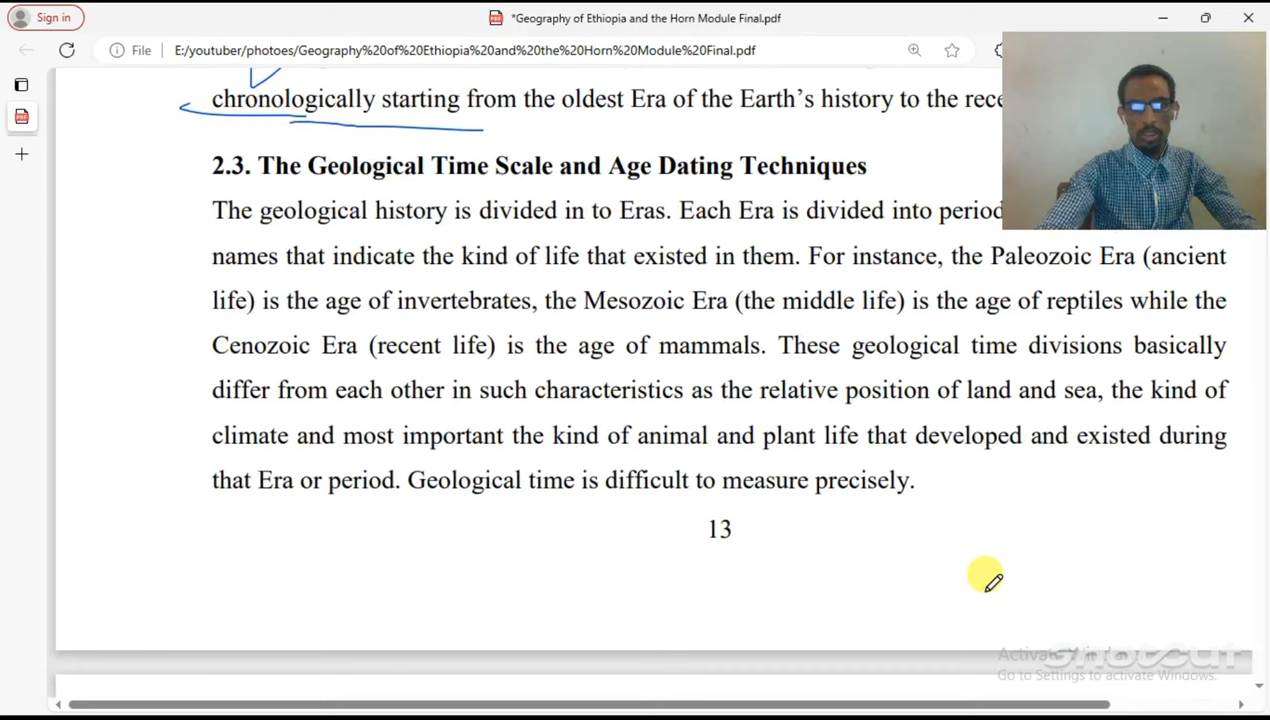 Sign in
*Geography of Ethiopia and the Horn Module Final.pdf
File
E:/youtuber/photoes/Geography%20of%20Ethiopia%20and%20the%20Horn%20Module%20Final.pdf
chronologically starting from the oldest Era of the Earth's history to the rece
2.3. The Geological Time Scale and Age Dating Techniques
The geological history is divided in to Eras. Each Era is divided into period
names that indicate the kind of life that existed in them. For instance, the Paleozoic Era (ancient
life) is the age of invertebrates, the Mesozoic Era (the middle life) is the age of reptiles while the
Cenozoic Era (recent life) is the age of mammals. These geological time divisions basically
differ from each other in such characteristics as the relative position of land and sea, the kind of
climate and most important the kind of animal and plant life that developed and existed during
that Era or period. Geological time is difficult to measure precisely.
13
Shotcut
Go to Settings to activate Windows.